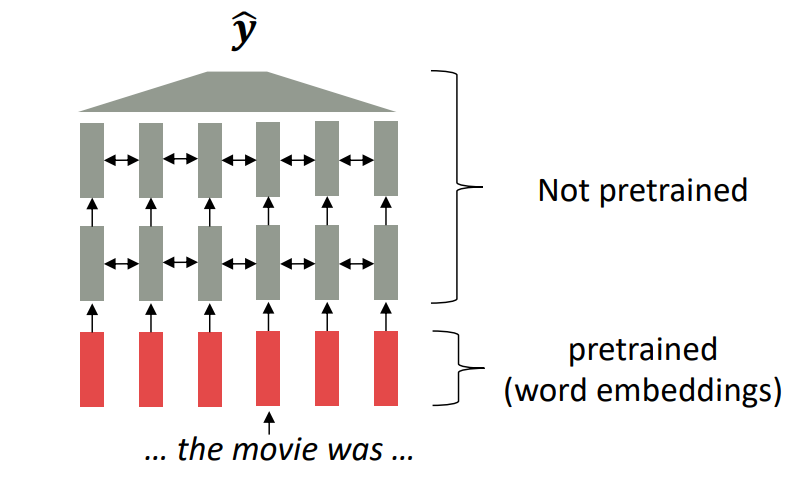 ŷ
Not pretrained
pretrained
(word embeddings)
… the movie was …